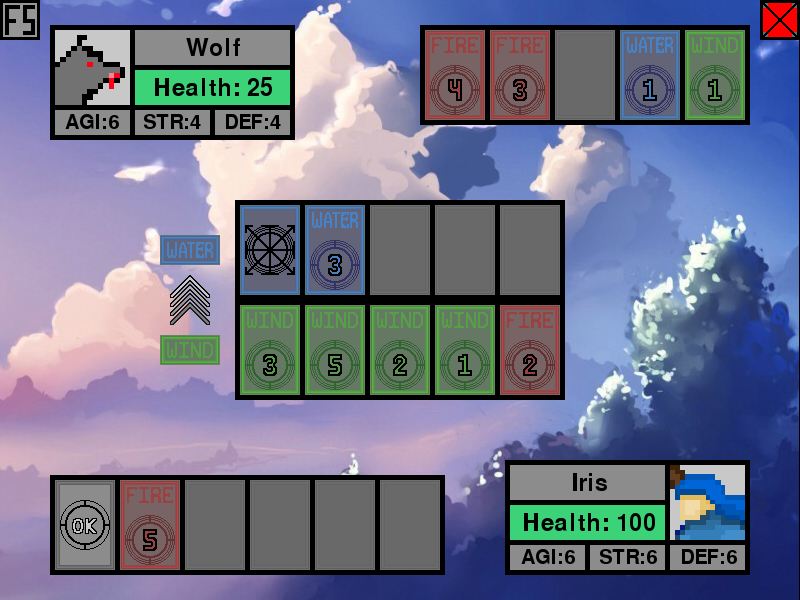 FS
Wolf
Health: 25
AGI:6 STR:4 DEF:4
FIRE FIRE WATER WIND
4 3 1 1
WATER
3
WATER
WIND
WIND WIND WIND WIND FIRE
3 5 2 1 2
OK
FIRE
5
Iris
Health: 100
AGI:6 STR:6 DEF:6